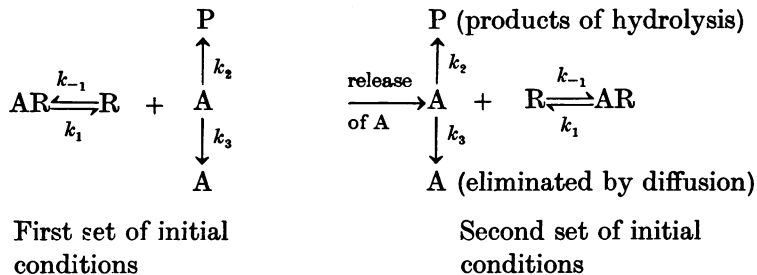 P P (products of hydrolysis)
k₂ k₂
k₋₁ release k₋₁
AR R + A A + R AR
k₁ of A k₁
k₃ k₃
A A (eliminated by diffusion)
First set of initial Second set of initial
conditions conditions